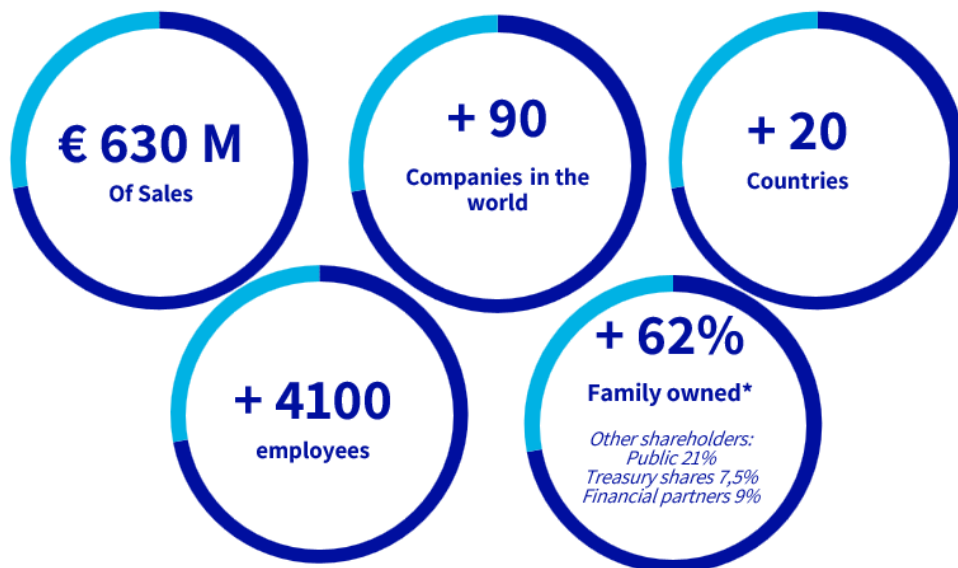 € 630 M
Of Sales
+ 90
Companies in the
world
+ 20
Countries
+ 4100
employees
+ 62%
Family owned*
Other shareholders:
Public 21%
Treasury shares 7,5%
Financial partners 9%